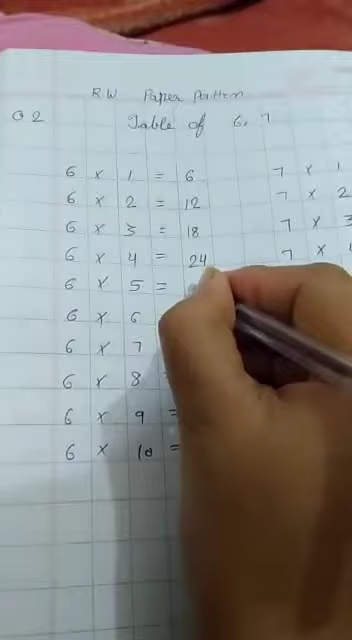 RW Paper Pattern
Q2 Table of 6, 7
6 × 1 = 6 7 × 1
6 × 2 = 12 7 × 2
6 × 3 = 18 7 × 3
6 × 4 = 24 7 ×
6 × 5 =
6 × 6
6 × 7
6 × 8
6 × 9 =
6 × 10 =